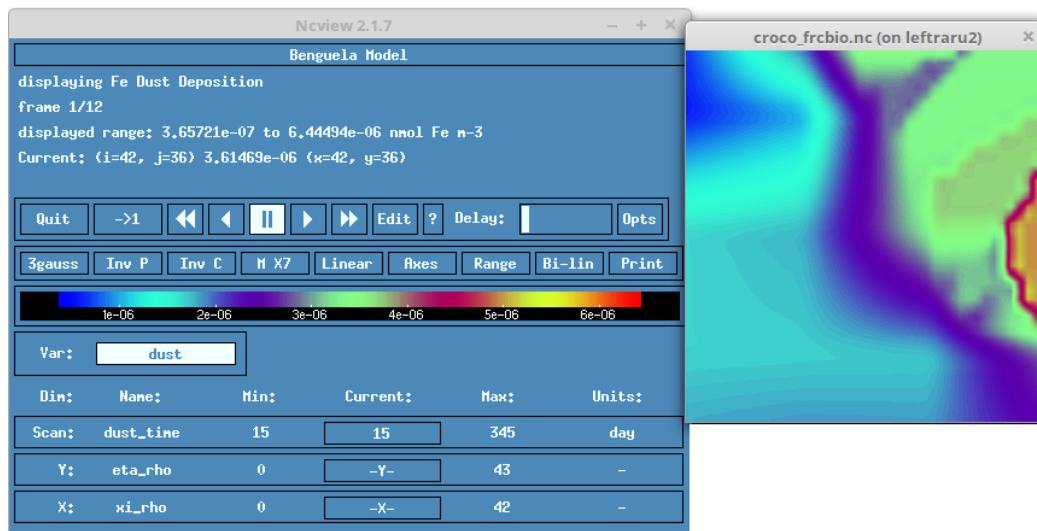 Ncview 2.1.7
Benguela Model
displaying Fe Dust Deposition
frame 1/12
displayed range: 3.65721e-07 to 6.44494e-06 nmol Fe m-3
Current: (i=42, j=36) 3.61469e-06 (x=42, y=36)
Quit ->1 Edit ? Delay: Opts
3gauss Inv P Inv C M X7 Linear Axes Range Bi-lin Print
1e-06 2e-06 3e-06 4e-06 5e-06 6e-06
Var: dust
Dim: Name: Min: Current: Max: Units:
Scan: dust_time 15 15 345 day
Y: eta_rho 0 -Y- 43 -
X: xi_rho 0 -X- 42 -
croco_frcbio.nc (on leftraru2)